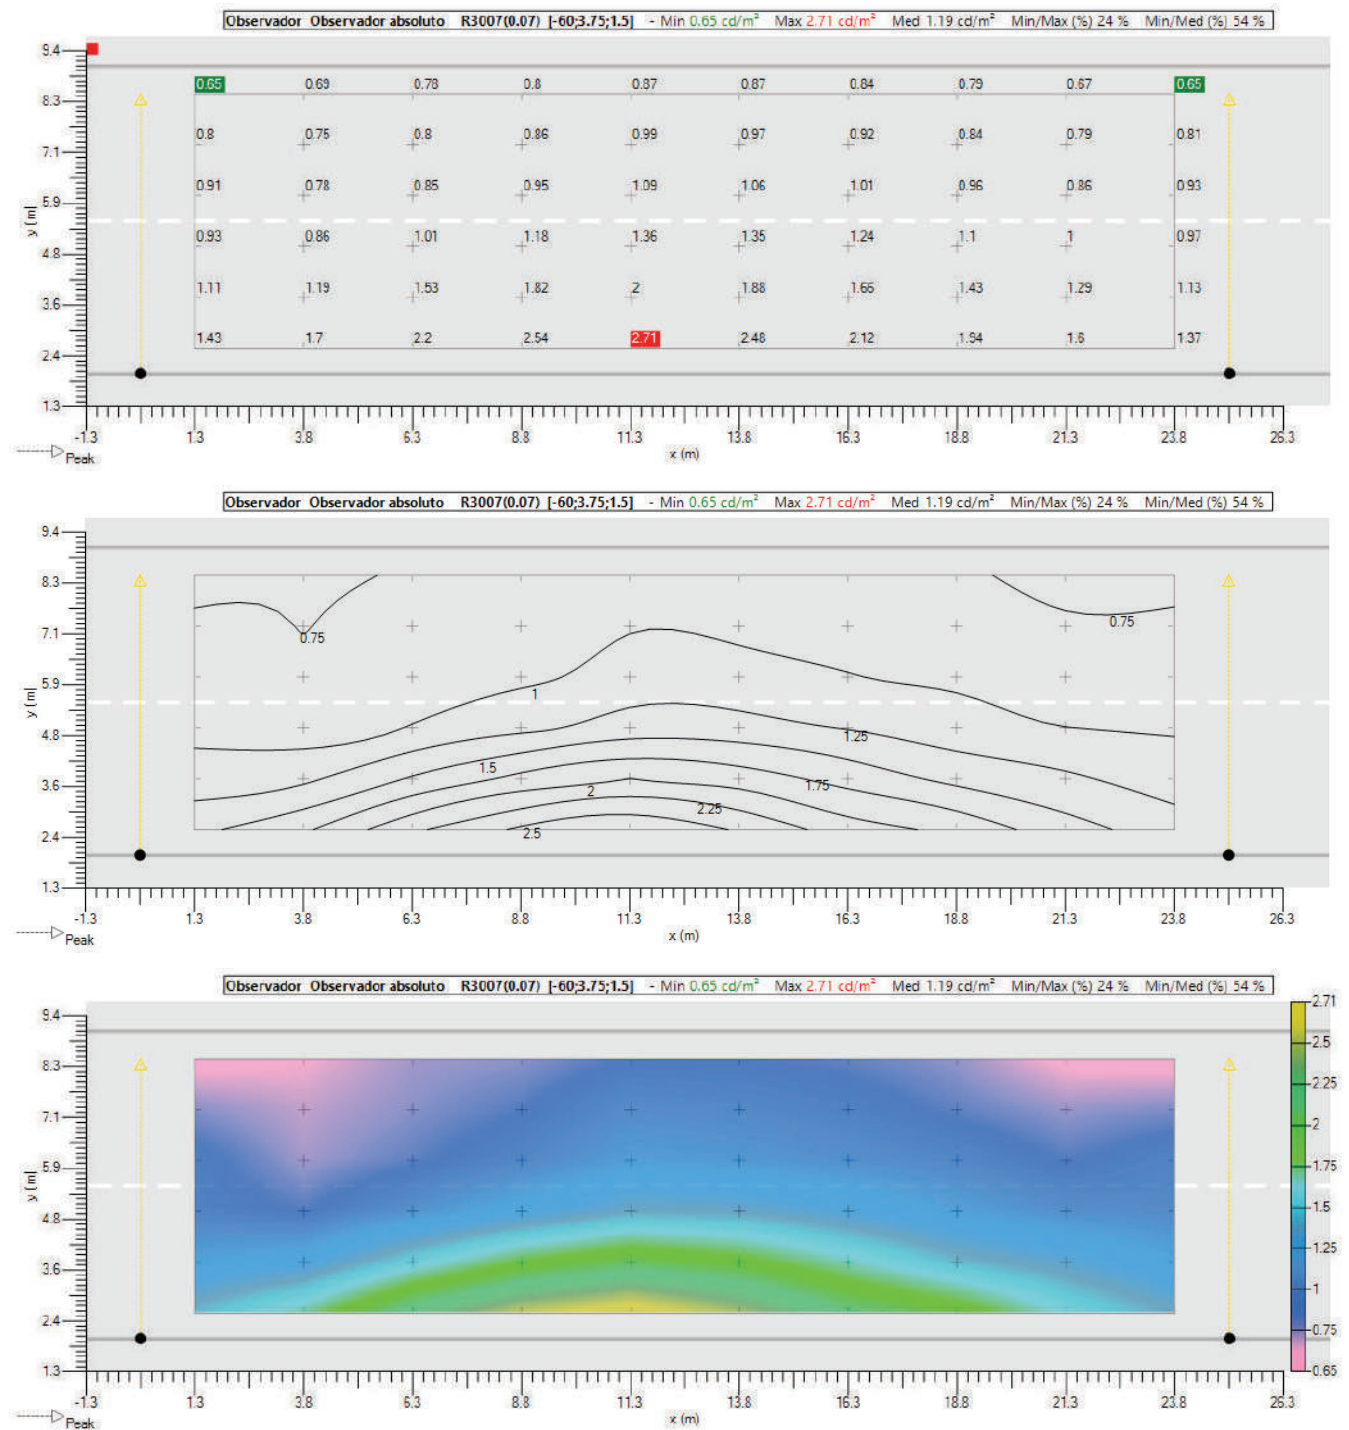 Observador Observador absoluto R3007(0.07) [-60;3.75;1.5] - Min 0.65 cd/m² Max 2.71 cd/m² Med 1.19 cd/m² Min/Max (%) 24 % Min/Med (%) 54 %
9.4
0.65 0.69 0.78 0.8 0.87 0.87 0.84 0.79 0.67 0.65
8.3
0.8 0.75 0.8 0.86 0.99 0.97 0.92 0.84 0.79 0.81
7.1
0.91 0.78 0.85 0.95 1.09 1.06 1.01 0.96 0.86 0.93
5.9
y (m)
0.93 0.86 1.01 1.18 1.36 1.35 1.24 1.1 1 0.97
4.8
1.11 1.19 1.53 1.82 2 1.88 1.65 1.43 1.29 1.13
3.6
1.43 1.7 2.2 2.54 2.71 2.48 2.12 1.94 1.6 1.37
2.4
1.3
-1.3 1.3 3.8 6.3 8.8 11.3 13.8 16.3 18.8 21.3 23.8 26.3
Peak
x (m)
Observador Observador absoluto R3007(0.07) [-60;3.75;1.5] - Min 0.65 cd/m² Max 2.71 cd/m² Med 1.19 cd/m² Min/Max (%) 24 % Min/Med (%) 54 %
9.4
8.3
0.75
7.1
0.75
5.9
1
y (m)
4.8
1.25
1.5
3.6
1.75
2
2.25
2.4
2.5
1.3
-1.3 1.3 3.8 6.3 8.8 11.3 13.8 16.3 18.8 21.3 23.8 26.3
Peak
x (m)
Observador Observador absoluto R3007(0.07) [-60;3.75;1.5] - Min 0.65 cd/m² Max 2.71 cd/m² Med 1.19 cd/m² Min/Max (%) 24 % Min/Med (%) 54 %
9.4
8.3
7.1
5.9
y (m)
4.8
3.6
2.4
1.3
2.71
2.5
2.25
2
1.75
1.5
1.25
1
0.75
0.65
-1.3 1.3 3.8 6.3 8.8 11.3 13.8 16.3 18.8 21.3 23.8 26.3
Peak
x (m)